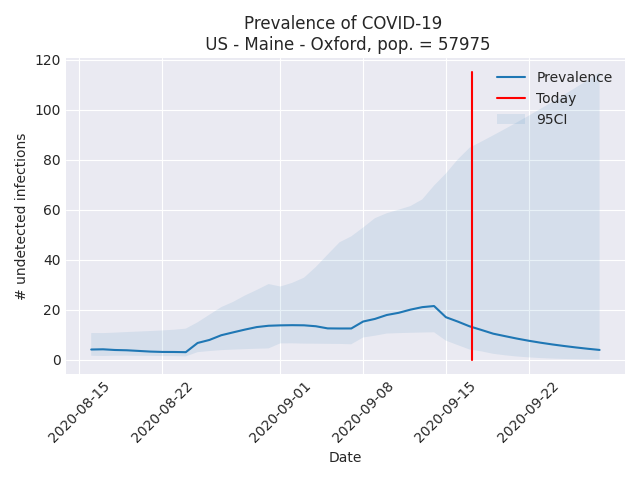 Prevalence of COVID-19
US - Maine - Oxford, pop. = 57975
Prevalence
Today
95CI
# undetected infections
120
100
80
60
40
20
0
2020-08-15
2020-08-22
2020-09-01
2020-09-08
2020-09-15
2020-09-22
Date